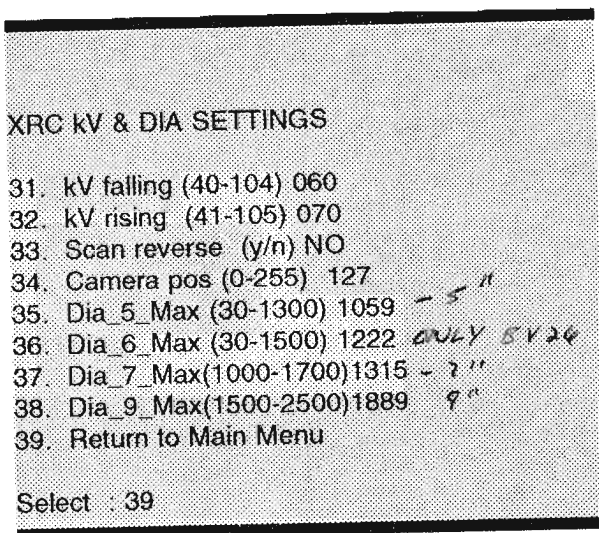 XRC kV & DIA SETTINGS
31. kV falling (40-104) 060
32. kV rising (41-105) 070
33. Scan reverse (y/n) NO
34. Camera pos (0-255) 127
35. Dia_5_Max (30-1300) 1059 - 5"
36. Dia_6_Max (30-1500) 1222 ONLY BV26
37. Dia_7_Max(1000-1700)1315 - 7"
38. Dia_9_Max(1500-2500)1889 9"
39. Return to Main Menu
Select : 39